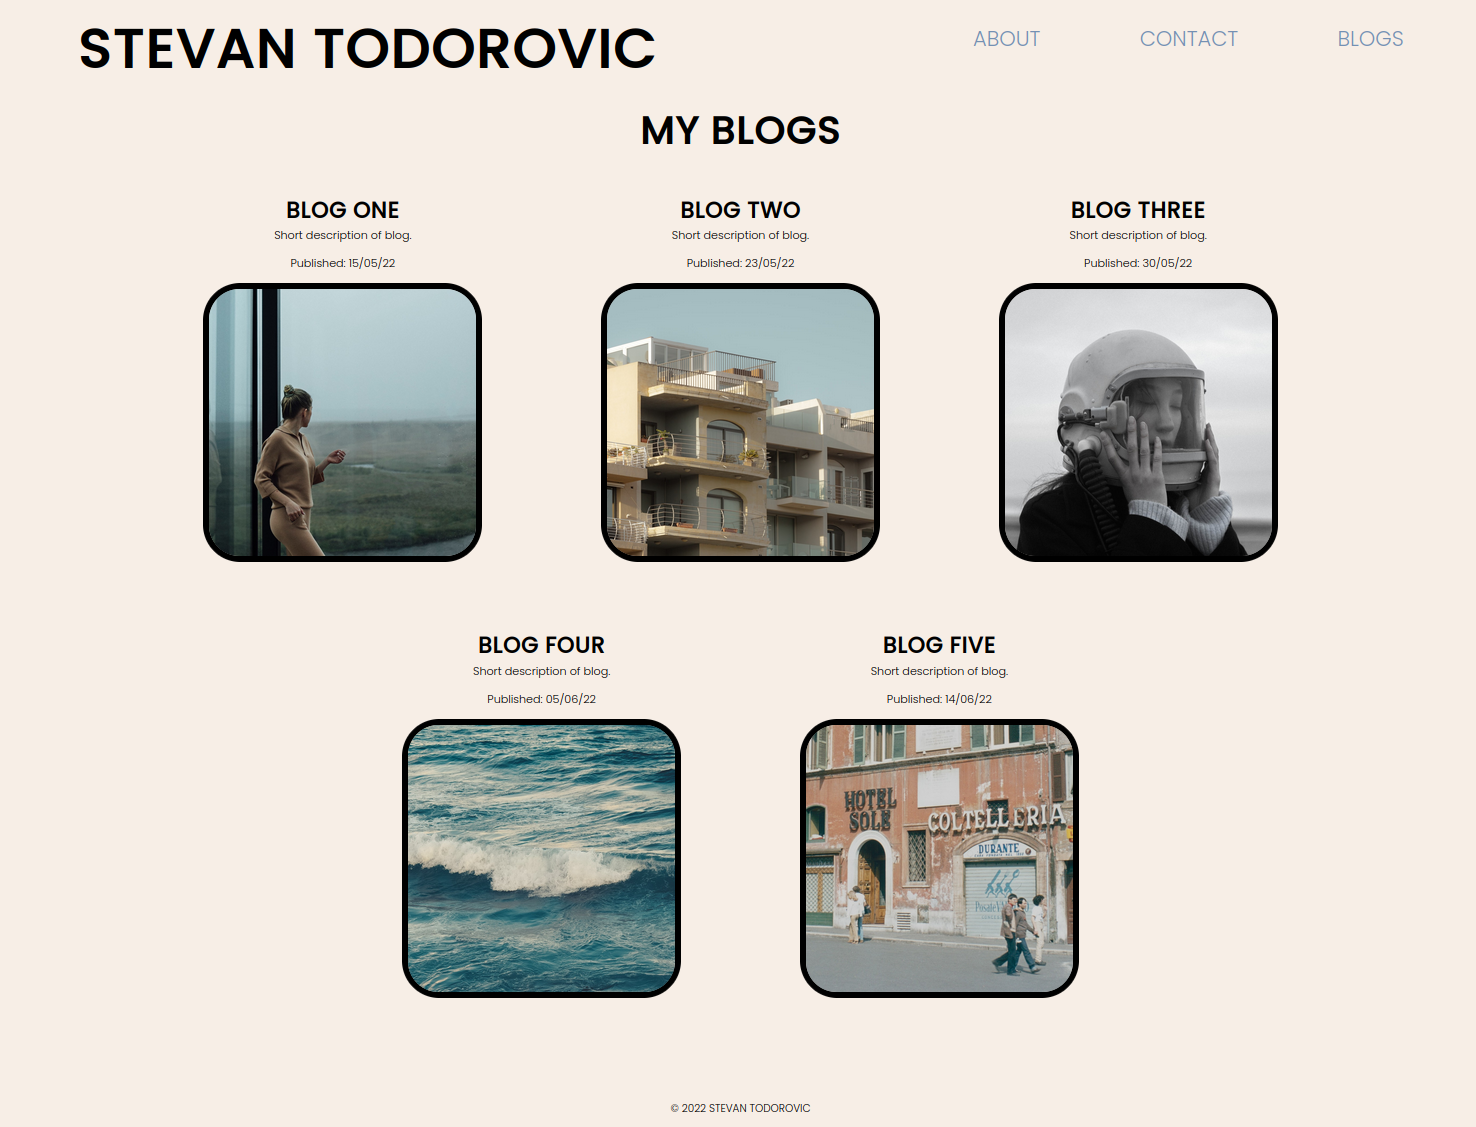 STEVAN TODOROVIC
ABOUT
CONTACT
BLOGS
MY BLOGS
BLOG ONE
Short description of blog.
Published: 15/05/22
BLOG TWO
Short description of blog.
Published: 23/05/22
BLOG THREE
Short description of blog.
Published: 30/05/22
BLOG FOUR
Short description of blog.
Published: 05/06/22
BLOG FIVE
Short description of blog.
Published: 14/06/22
HOTEL
SOLE
COLTELLERIA
DURANTE
© 2022 STEVAN TODOROVIC